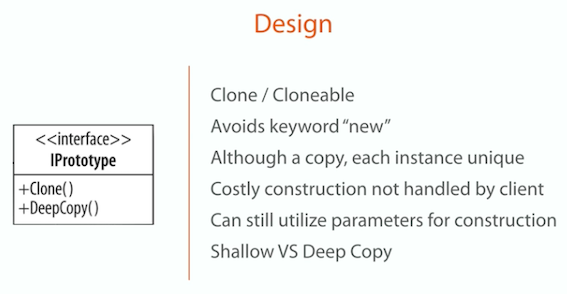 Design
<<interface>>
IPrototype
+Clone()
+DeepCopy()
Clone / Cloneable
Avoids keyword “new”
Although a copy, each instance unique
Costly construction not handled by client
Can still utilize parameters for construction
Shallow VS Deep Copy